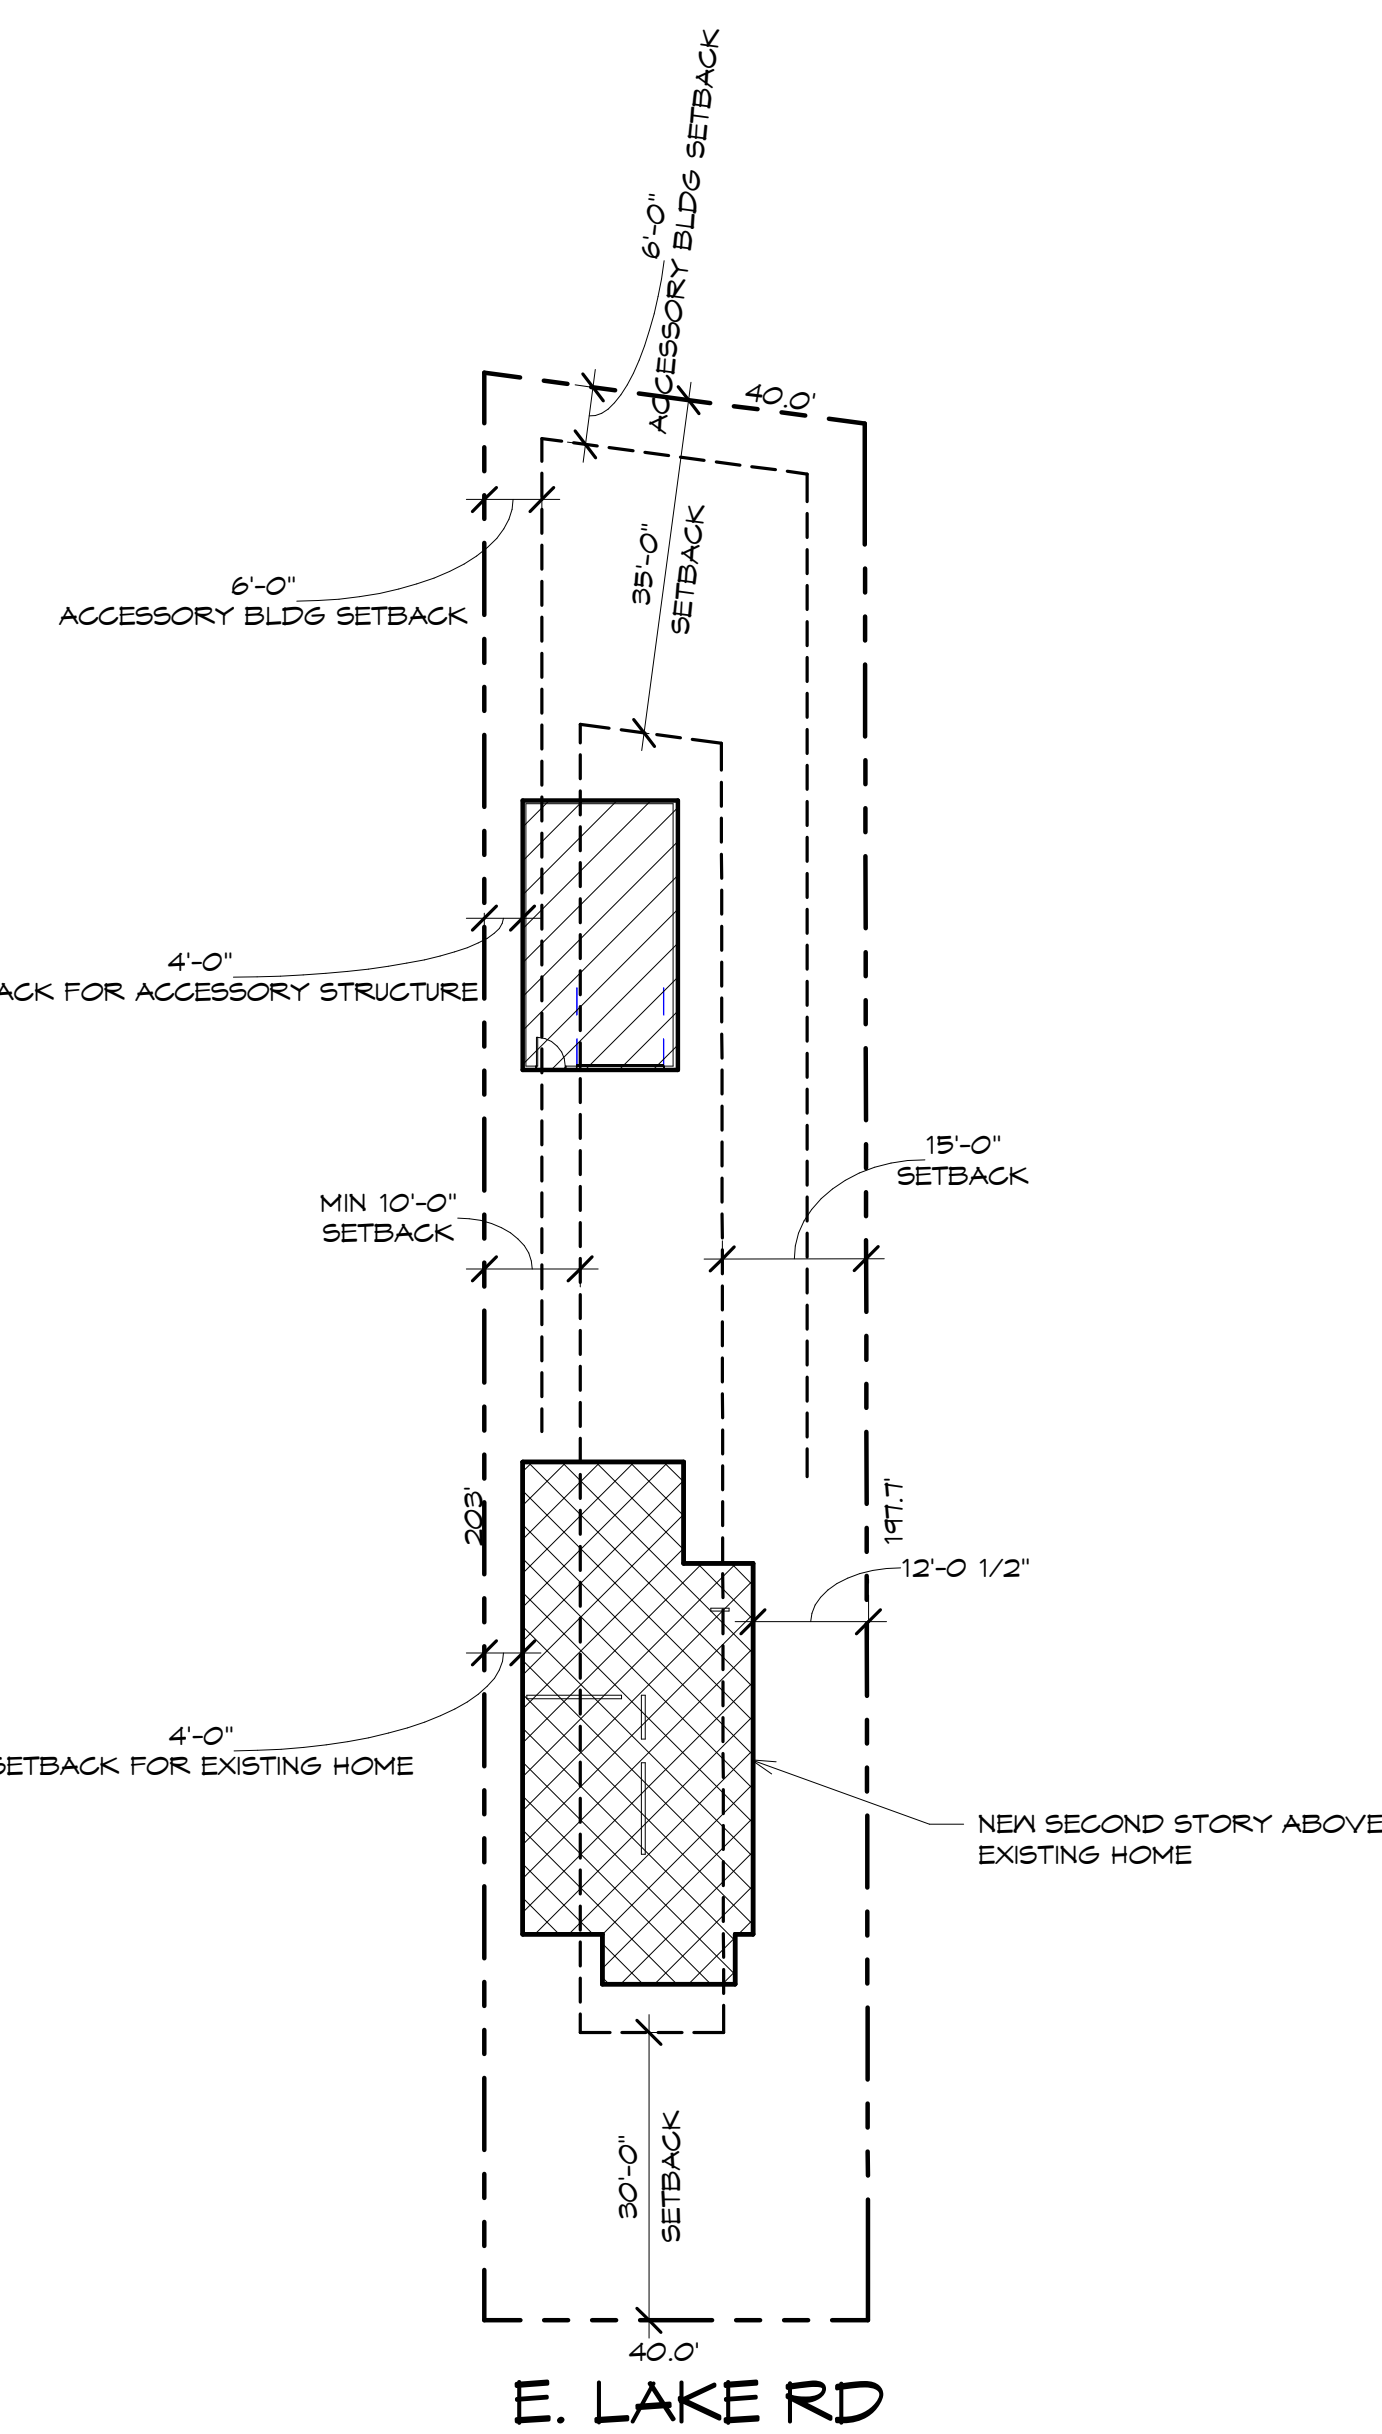 6'-0"
ACCESSORY BLDG SETBACK
40.0'
35'-0"
SETBACK
6'-0"
ACCESSORY BLDG SETBACK
4'-0"
FOR ACCESSORY STRUCTURE
15'-0"
SETBACK
MIN 10'-0"
SETBACK
203'
197.7'
12'-0 1/2"
4'-0"
SETBACK FOR EXISTING HOME
NEW SECOND STORY ABOVE
EXISTING HOME
30'-0"
SETBACK
40.0'
E. LAKE RD